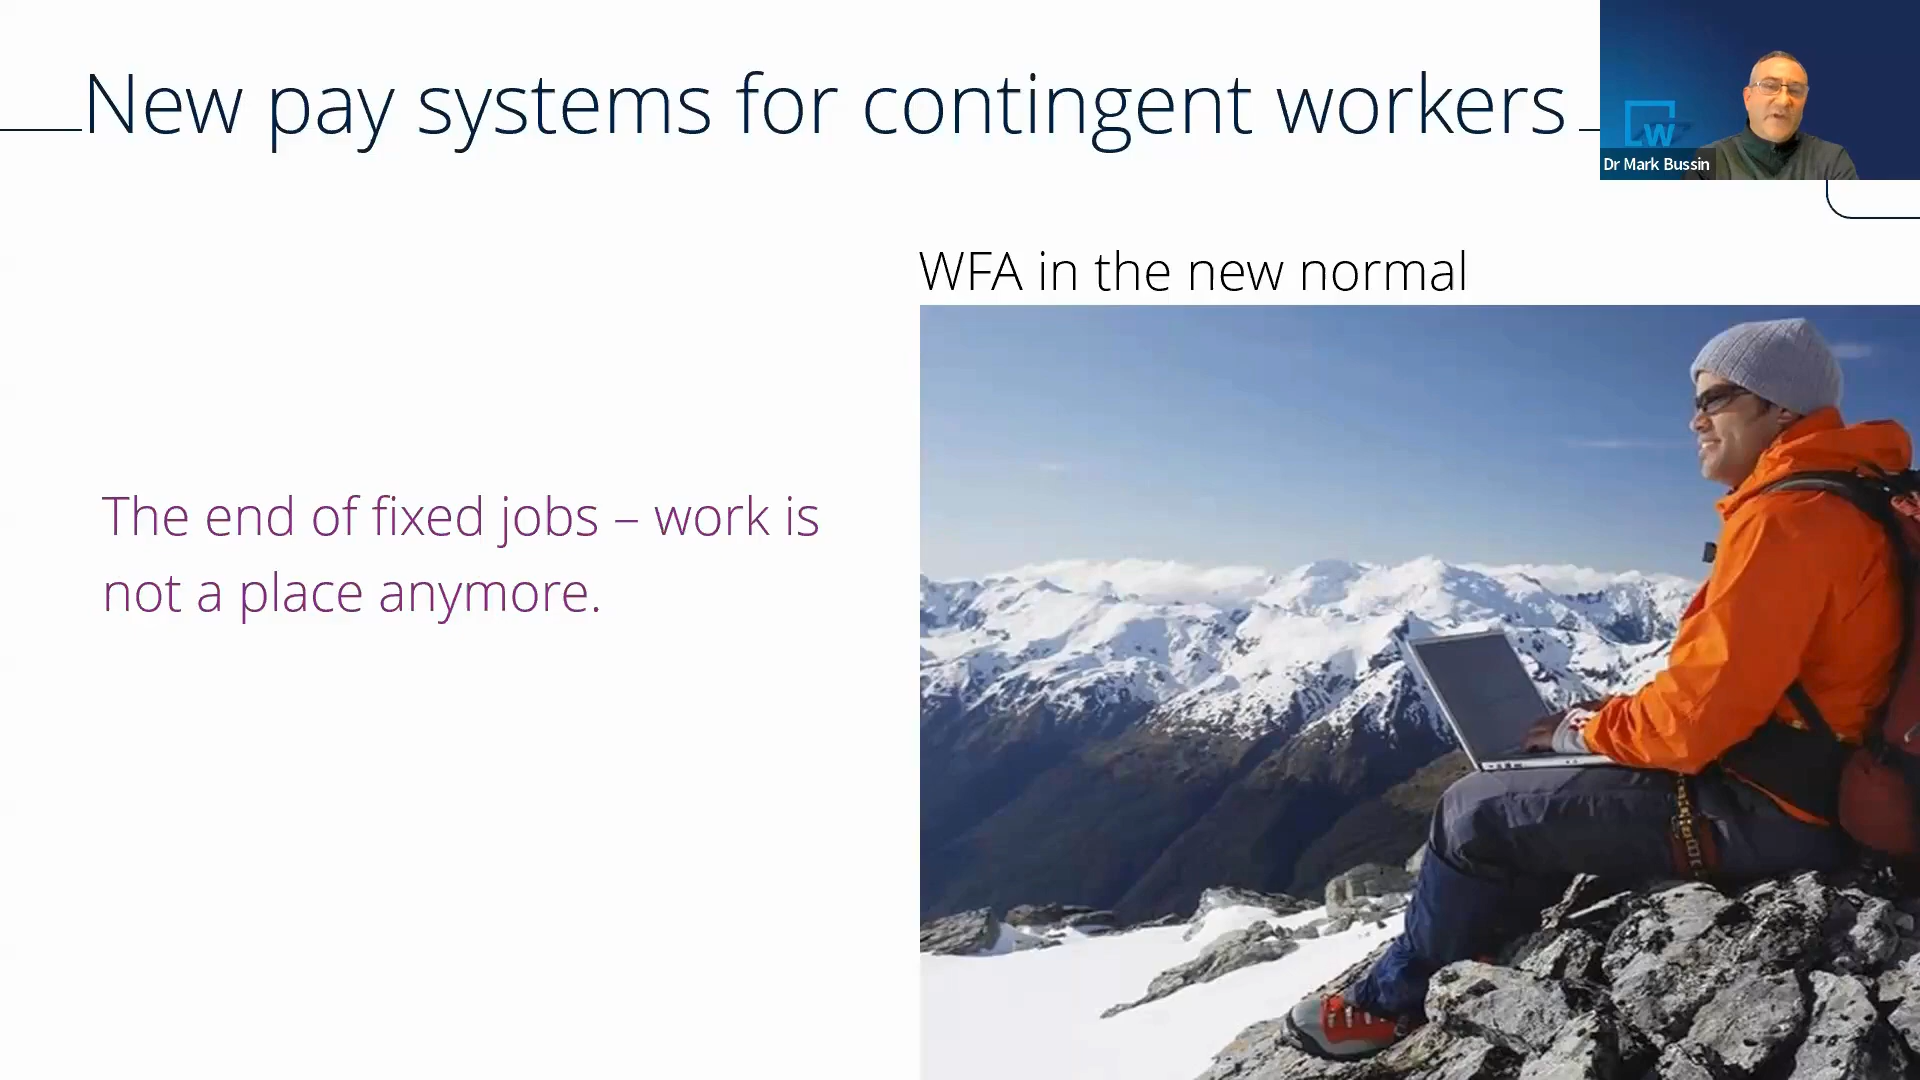 New pay systems for contingent workers
W
Dr Mark Bussin
WFA in the new normal
The end of fixed jobs – work is
not a place anymore.